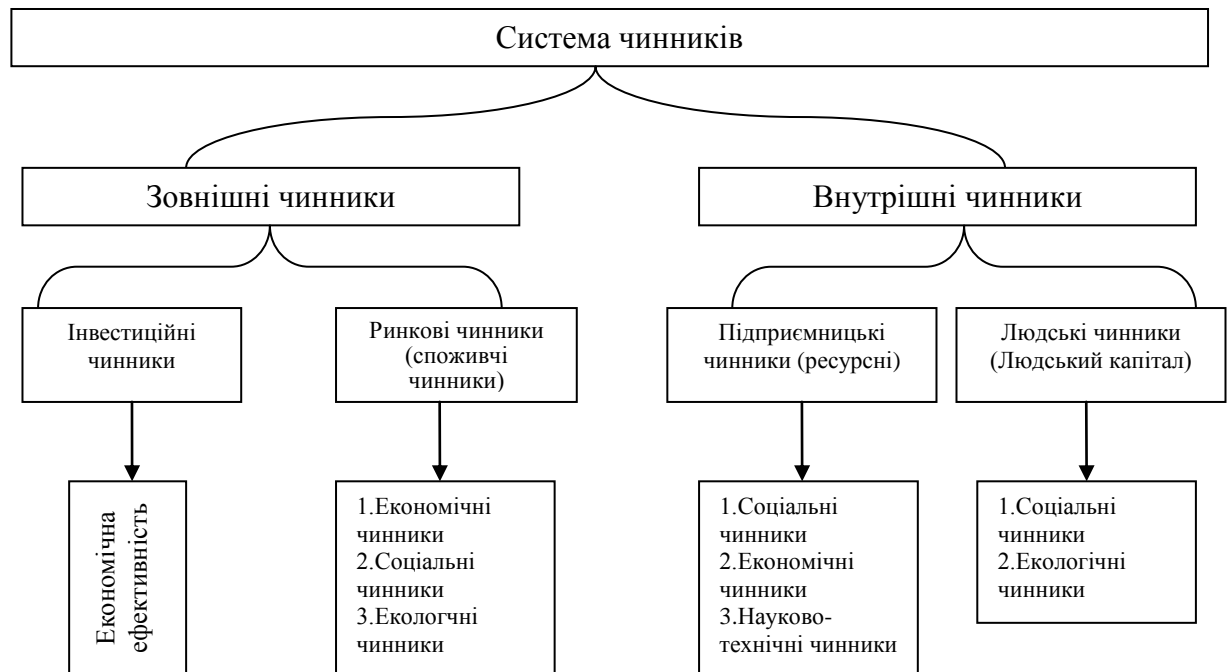 Система чинників
Зовнішні чинники
Внутрішні чинники
Інвестиційні
чинники
Ринкові чинники
(споживчі
чинники)
Підприємницькі
чинники (ресурсні)
Людські чинники
(Людський капітал)
Економічна
ефективність
1.Економічні
чинники
2.Соціальні
чинники
3.Екологчні
чинники
1.Соціальні
чинники
2.Економічні
чинники
3.Науково-
технічні чинники
1.Соціальні
чинники
2.Екологічні
чинники